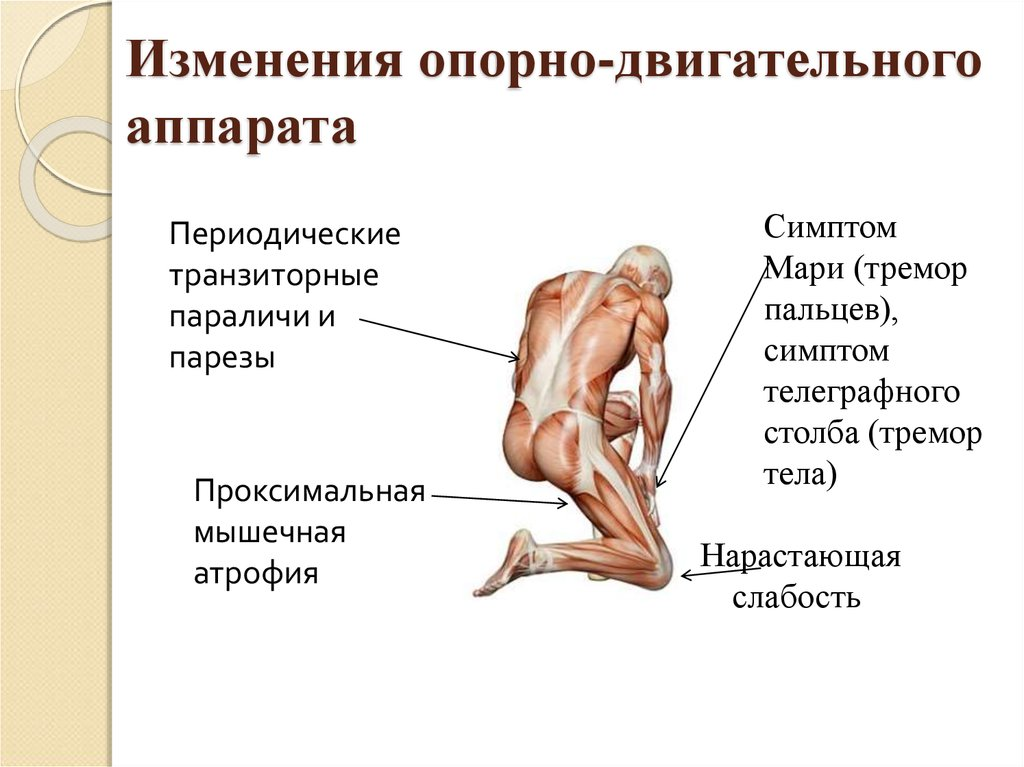 Изменения опорно-двигательного
аппарата
Периодические
транзиторные
параличи и
парезы
Симптом
Мари (тремор
пальцев),
симптом
телеграфного
столба (тремор
тела)
Проксимальная
мышечная
атрофия
Нарастающая
слабость